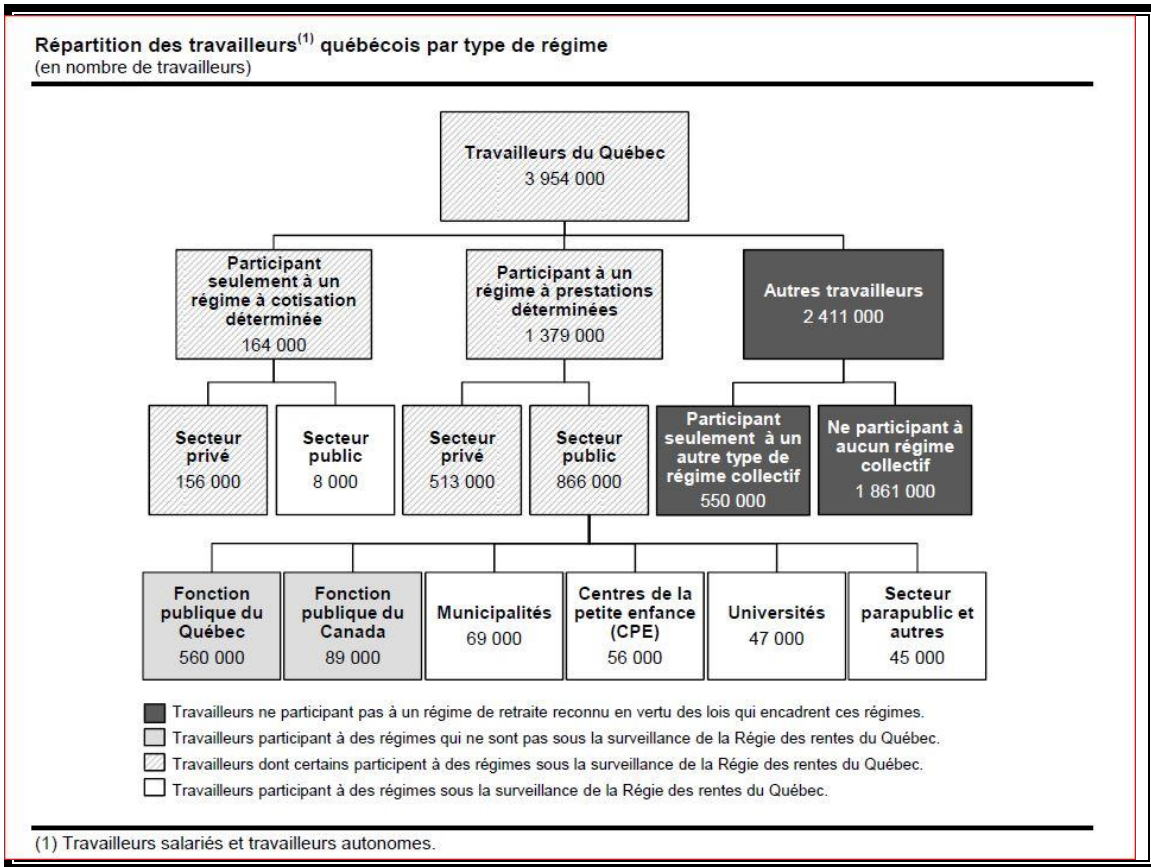 Répartition des travailleurs(1) québécois par type de régime
(en nombre de travailleurs)
Travailleurs du Québec
3 954 000
Participant
seulement à un
régime à cotisation
déterminée
164 000
Participant à un
régime à prestations
déterminées
1 379 000
Autres travailleurs
2 411 000
Secteur
privé
156 000
Secteur
public
8 000
Secteur
privé
513 000
Secteur
public
866 000
Participant
seulement à un
autre type de
régime collectif
550 000
Ne participant à
aucun régime
collectif
1 861 000
Fonction
publique du
Québec
560 000
Fonction
publique du
Canada
89 000
Municipalités
69 000
Centres de la
petite enfance
(CPE)
56 000
Universités
47 000
Secteur
parapublic et
autres
45 000
Travailleurs ne participant pas à un régime de retraite reconnu en vertu des lois qui encadrent ces régimes.
Travailleurs participant à des régimes qui ne sont pas sous la surveillance de la Régie des rentes du Québec.
Travailleurs dont certains participent à des régimes sous la surveillance de la Régie des rentes du Québec.
Travailleurs participant à des régimes sous la surveillance de la Régie des rentes du Québec.
(1) Travailleurs salariés et travailleurs autonomes.